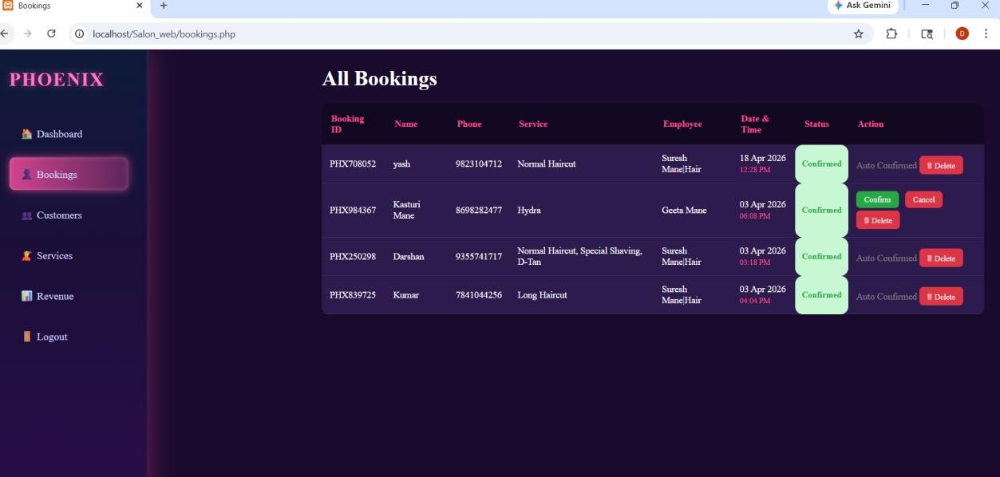 Bookings
Ask Gemini
localhost/Salon_web/bookings.php
D
PHOENIX
Dashboard
Bookings
Customers
Services
Revenue
Logout
All Bookings
Booking ID Name Phone Service Employee Date & Time Status Action
PHX708052 yash 9823104712 Normal Haircut Suresh Mane|Hair 18 Apr 2026 12:28 PM Confirmed Auto Confirmed Delete
PHX984367 Kasturi Mane 8698282477 Hydra Geeta Mane 03 Apr 2026 06:08 PM Confirmed Confirm Cancel Delete
PHX250298 Darshan 9355741717 Normal Haircut, Special Shaving, D-Tan Suresh Mane|Hair 03 Apr 2026 03:18 PM Confirmed Auto Confirmed Delete
PHX839725 Kumar 7841044256 Long Haircut Suresh Mane|Hair 03 Apr 2026 04:04 PM Confirmed Auto Confirmed Delete